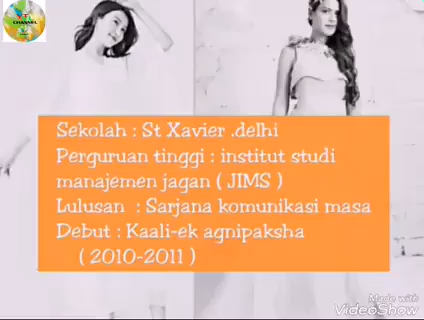 CHANNEL
Sekolah : St Xavier .delhi
Perguruan tinggi : institut studi
manajemen jagan ( JIMS )
Lulusan : Sarjana komunikasi masa
Debut : Kaali-ek agnipaksha
( 2010-2011 )
Made with
VideoShow